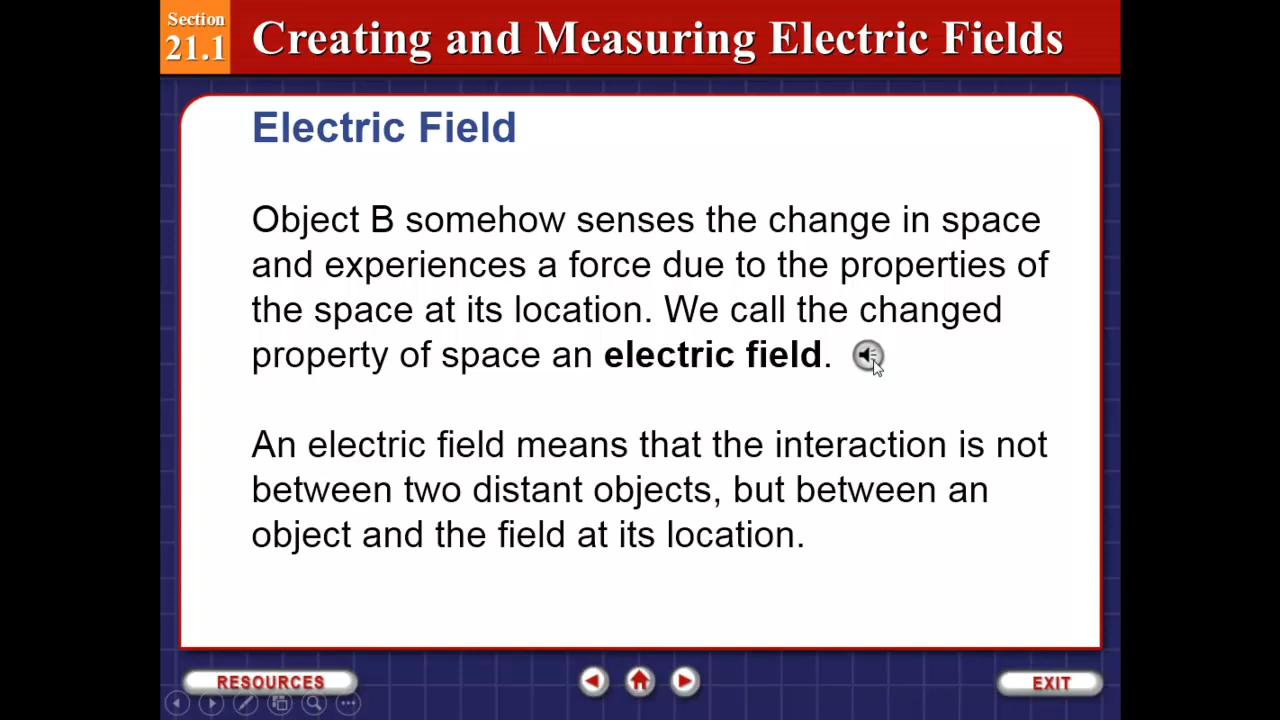 Section
21.1
Creating and Measuring Electric Fields
Electric Field
Object B somehow senses the change in space
and experiences a force due to the properties of
the space at its location. We call the changed
property of space an electric field.
An electric field means that the interaction is not
between two distant objects, but between an
object and the field at its location.
RESOURCES
EXIT